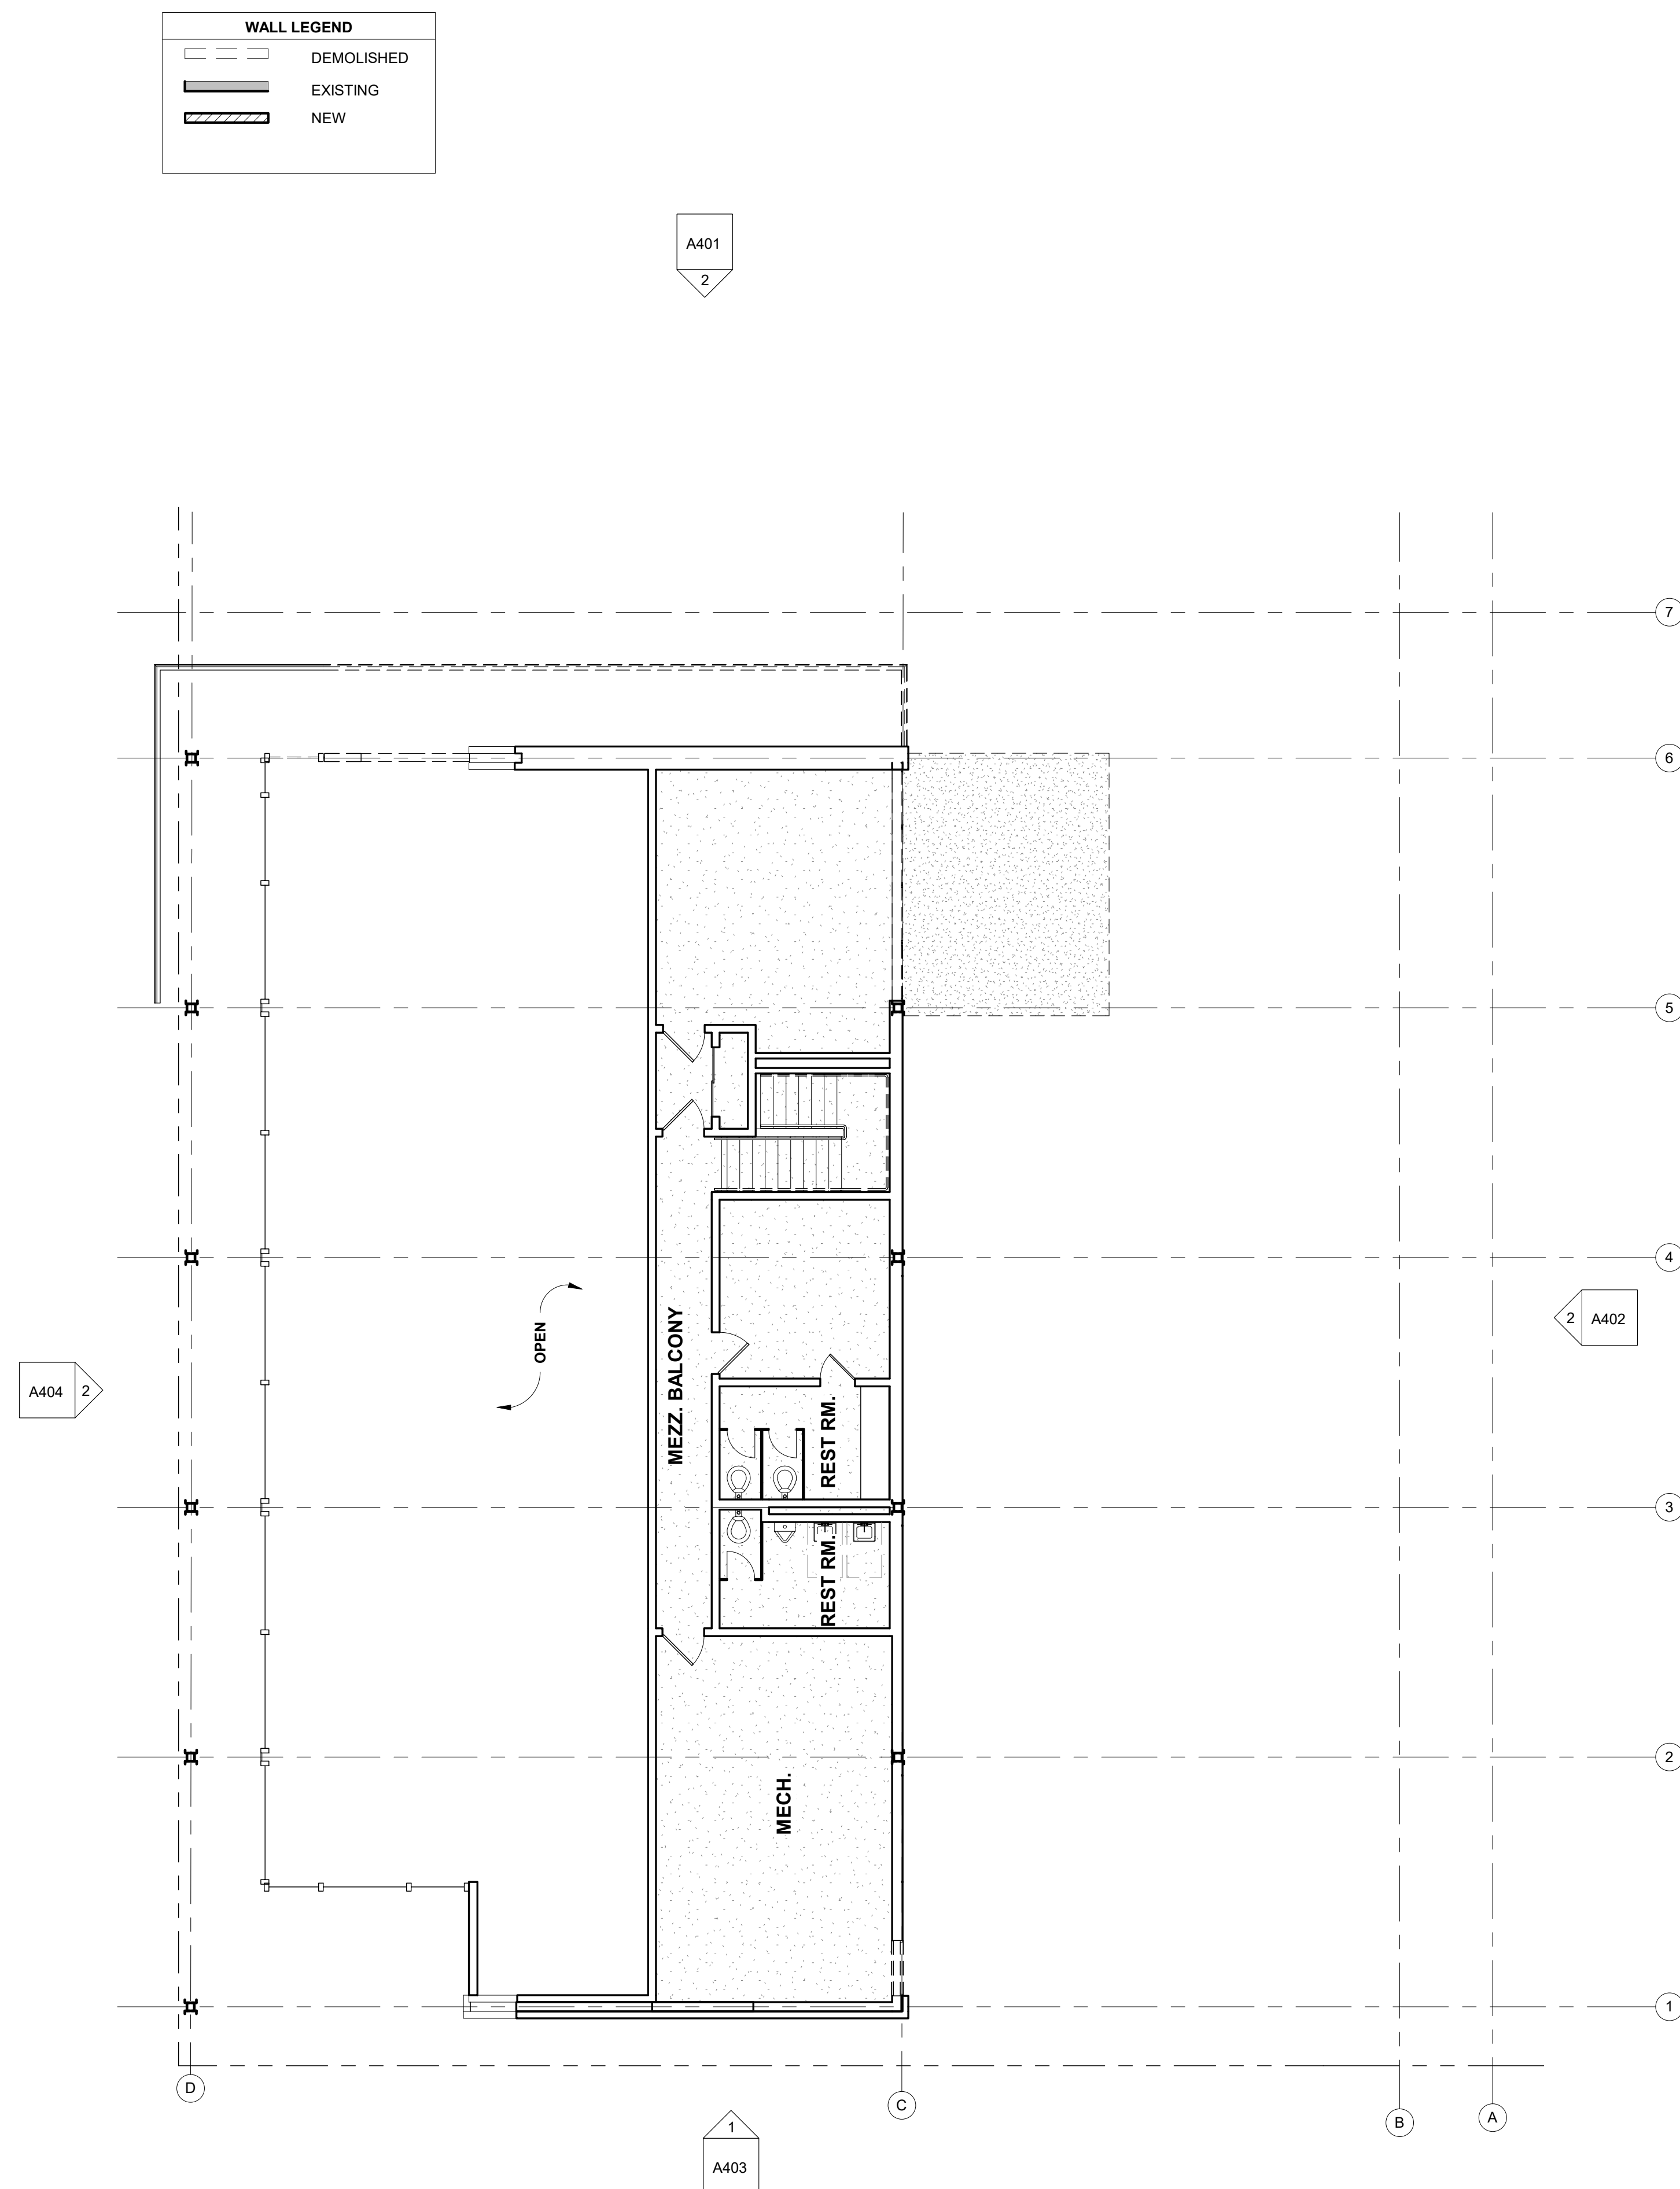 WALL LEGEND
DEMOLISHED
EXISTING
NEW
A401
2
7
6
5
4
2 A402
OPEN
MEZZ. BALCONY
A404 2
REST RM.
3
REST RM.
2
MECH.
1
D
C
B
A
1
A403